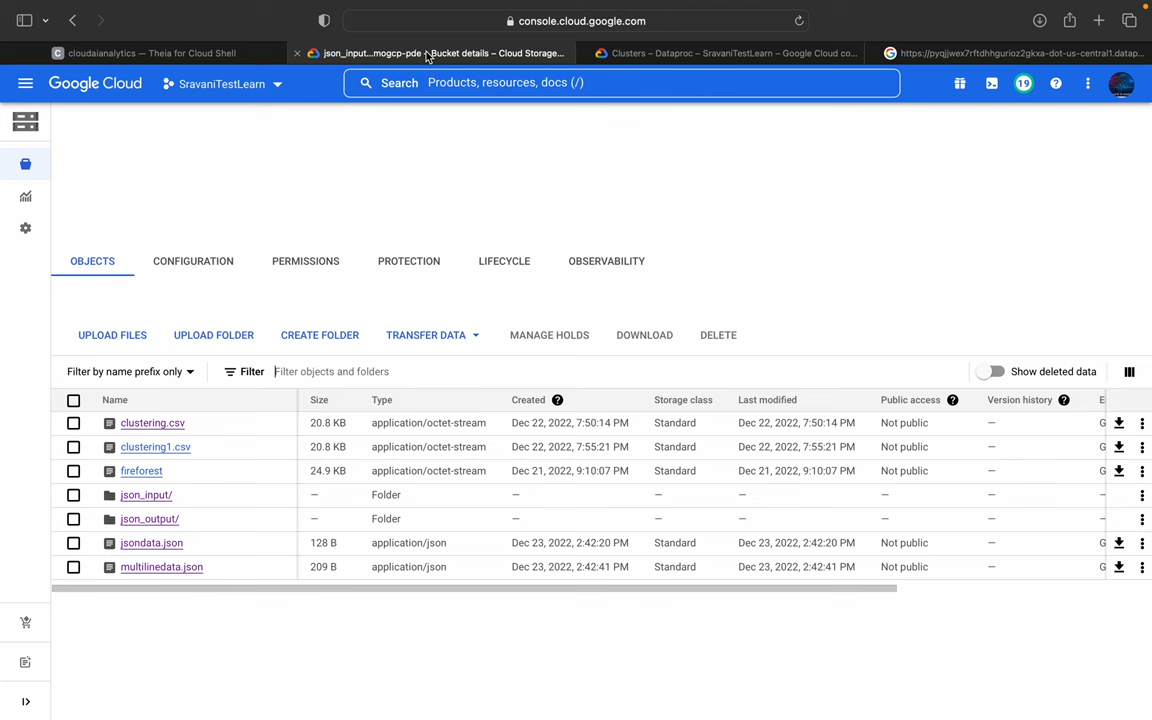 console.cloud.google.com
cloudaianalytics — Theia for Cloud Shell
json_input...mogcp-pde – Bucket details – Cloud Storage...
Clusters – Dataproc – SravaniTestLearn – Google Cloud co...
https://pyqjjwex7rftdhhgurioz2gkxa-dot-us-central1.datap...
Google Cloud
SravaniTestLearn
Search Products, resources, docs (/)
19
OBJECTS CONFIGURATION PERMISSIONS PROTECTION LIFECYCLE OBSERVABILITY
UPLOAD FILES UPLOAD FOLDER CREATE FOLDER TRANSFER DATA MANAGE HOLDS DOWNLOAD DELETE
Filter by name prefix only Filter Filter objects and folders Show deleted data
Name Size Type Created Storage class Last modified Public access Version history E
clustering.csv 20.8 KB application/octet-stream Dec 22, 2022, 7:50:14 PM Standard Dec 22, 2022, 7:50:14 PM Not public — G
clustering1.csv 20.8 KB application/octet-stream Dec 22, 2022, 7:55:21 PM Standard Dec 22, 2022, 7:55:21 PM Not public — G
fireforest 24.9 KB application/octet-stream Dec 21, 2022, 9:10:07 PM Standard Dec 21, 2022, 9:10:07 PM Not public — G
json_input/ — Folder — — — — —
json_output/ — Folder — — — — —
jsondata.json 128 B application/json Dec 23, 2022, 2:42:20 PM Standard Dec 23, 2022, 2:42:20 PM Not public — G
multilinedata.json 209 B application/json Dec 23, 2022, 2:42:41 PM Standard Dec 23, 2022, 2:42:41 PM Not public — G